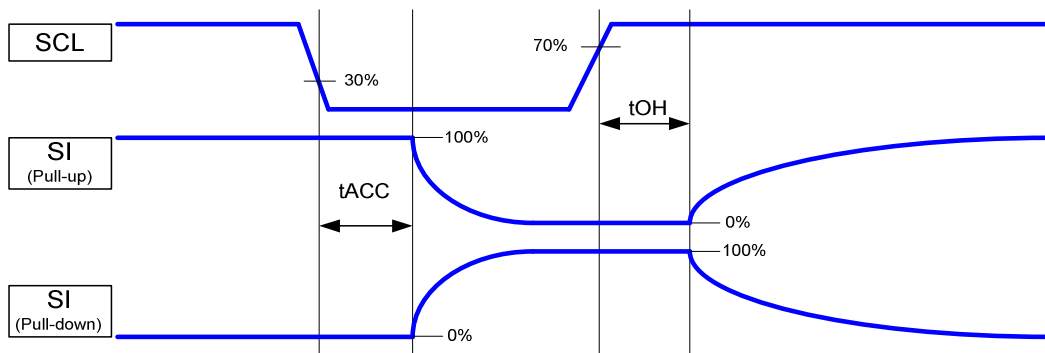 SCL
30%
70%
tOH
SI
(Pull-up)
100%
tACC
0%
100%
SI
(Pull-down)
0%